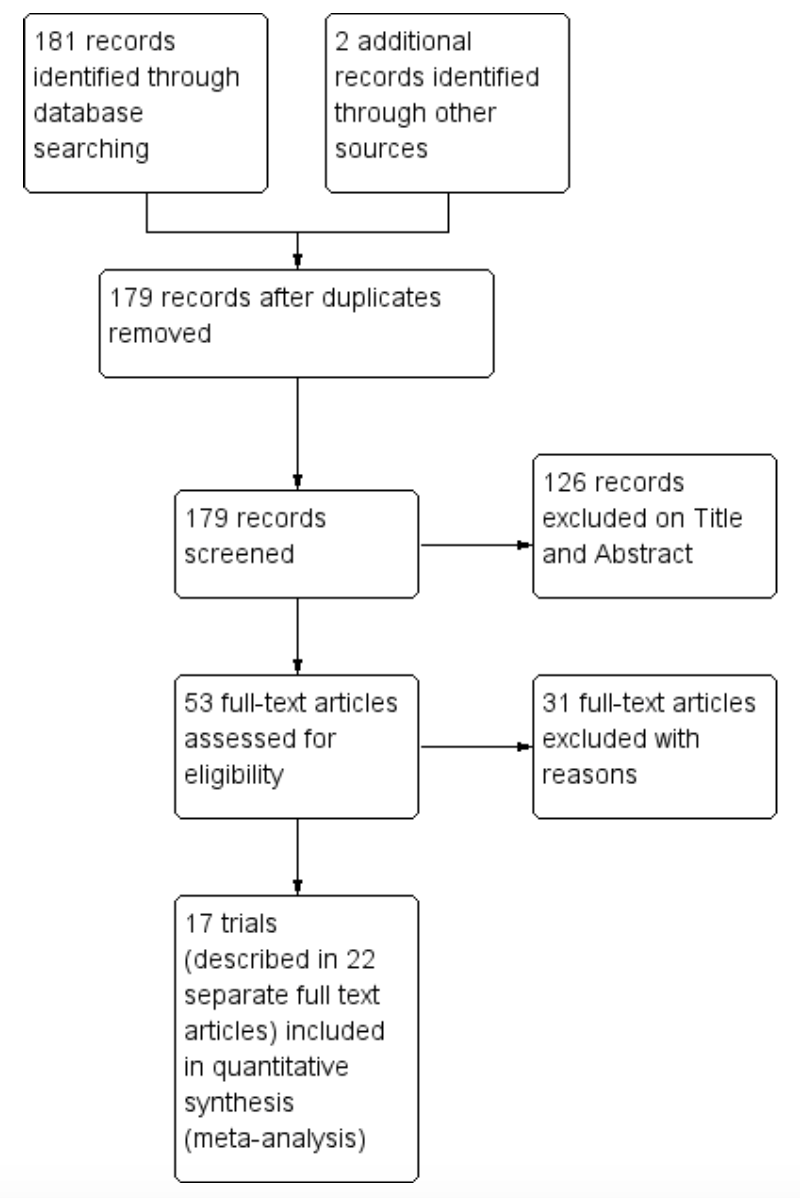 181 records
identified through
database
searching
2 additional
records identified
through other
sources
179 records after duplicates
removed
179 records
screened
126 records
excluded on Title
and Abstract
53 full-text articles
assessed for
eligibility
31 full-text articles
excluded with
reasons
17 trials
(described in 22
separate full text
articles) included
in quantitative
synthesis
(meta-analysis)